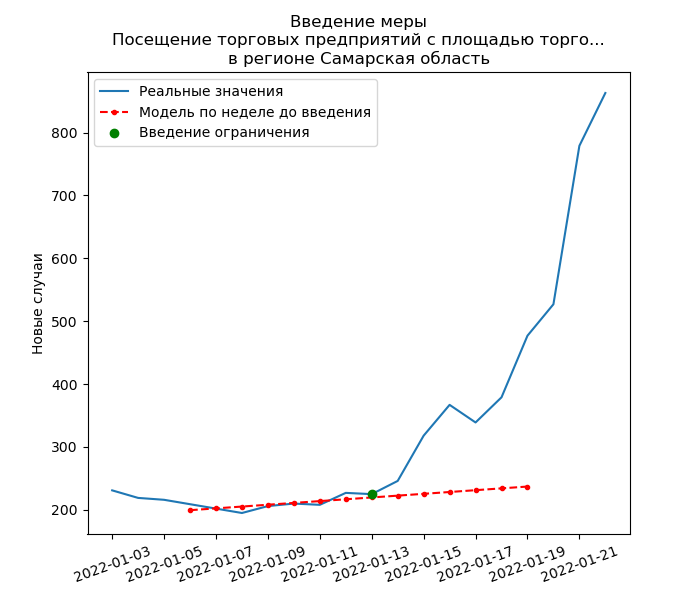 Введение меры
Посещение торговых предприятий с площадью торго...
в регионе Самарская область
Реальные значения
Модель по неделе до введения
Введение ограничения
Новые случаи
800
700
600
500
400
300
200
2022-01-03
2022-01-05
2022-01-07
2022-01-09
2022-01-11
2022-01-13
2022-01-15
2022-01-17
2022-01-19
2022-01-21